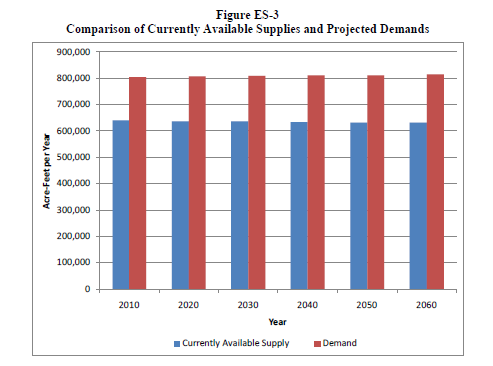 Figure ES-3
Comparison of Currently Available Supplies and Projected Demands
900,000
800,000
700,000
600,000
500,000
400,000
300,000
200,000
100,000
0
Acre-Feet per Year
2010 2020 2030 2040 2050 2060
Year
Currently Available Supply Demand